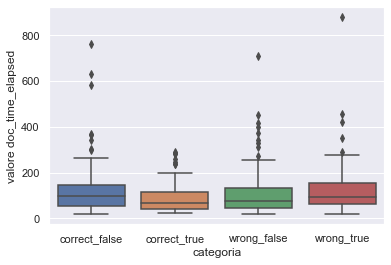 valore doc_time_elapsed
800
600
400
200
0
correct_false correct_true wrong_false wrong_true
categoria